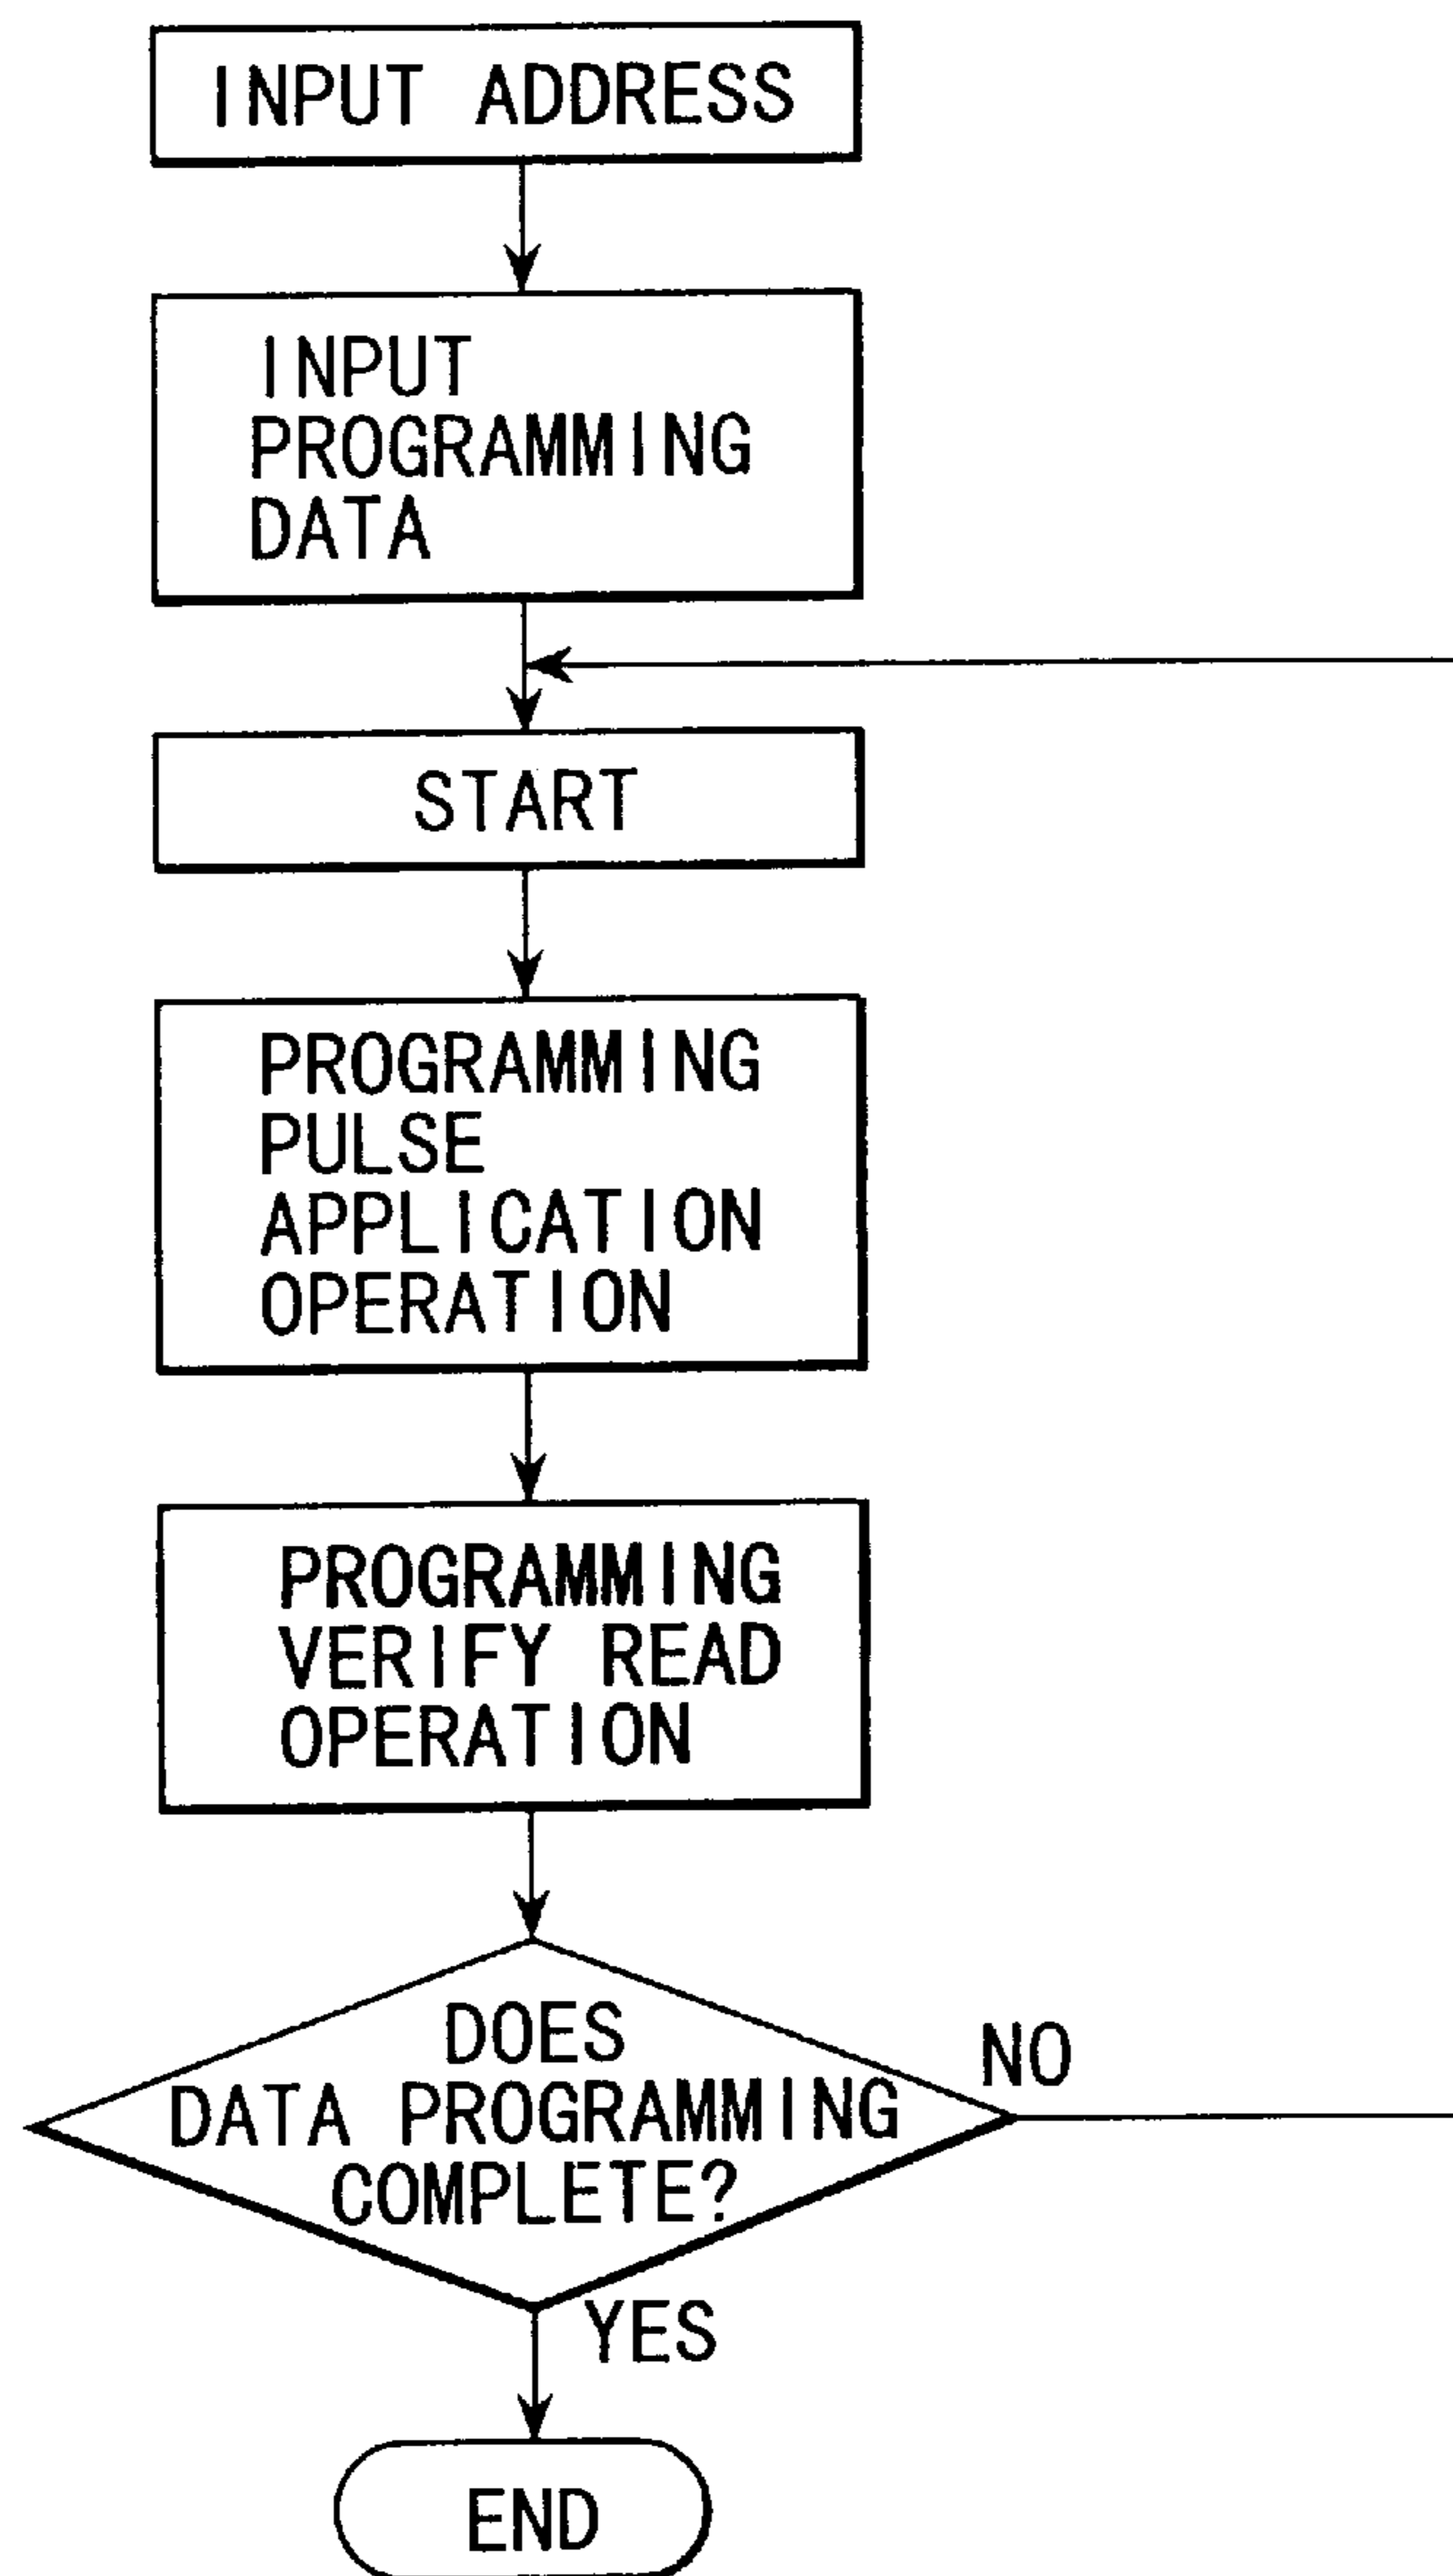 INPUT ADDRESS
INPUT
PROGRAMMING
DATA
START
PROGRAMMING
PULSE
APPLICATION
OPERATION
PROGRAMMING
VERIFY READ
OPERATION
DOES
DATA PROGRAMMING
COMPLETE?
NO
YES
END